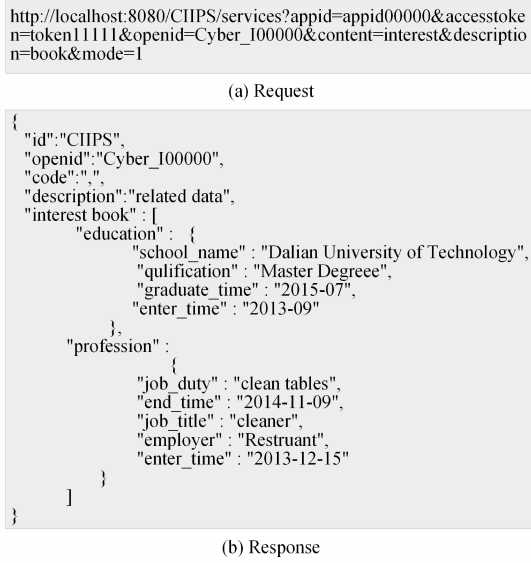 http://localhost:8080/CIIPS/services?appid=appid00000&accesstoke
n=token11111&openid=Cyber_I00000&content=interest&descriptio
n=book&mode=1
(a) Request
{
"id":"CIIPS",
"openid":"Cyber_I00000",
"code":",",
"description":"related data",
"interest book" : [
"education" : {
"school_name" : "Dalian University of Technology",
"qulification" : "Master Degreee",
"graduate_time" : "2015-07",
"enter_time" : "2013-09"
},
"profession" :
{
"job_duty" : "clean tables",
"end_time" : "2014-11-09",
"job_title" : "cleaner",
"employer" : "Restruant",
"enter_time" : "2013-12-15"
}
]
}
(b) Response